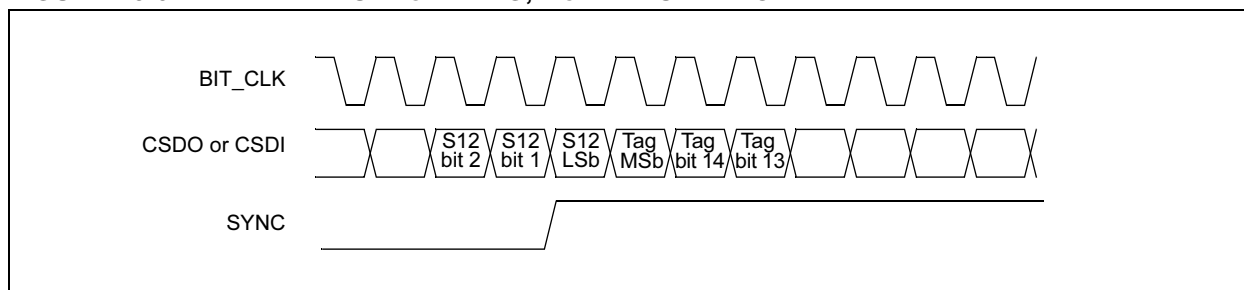 BIT_CLK
CSDO or CSDI
S12 bit 2
S12 bit 1
S12 LSb
Tag MSb
Tag bit 14
Tag bit 13
SYNC